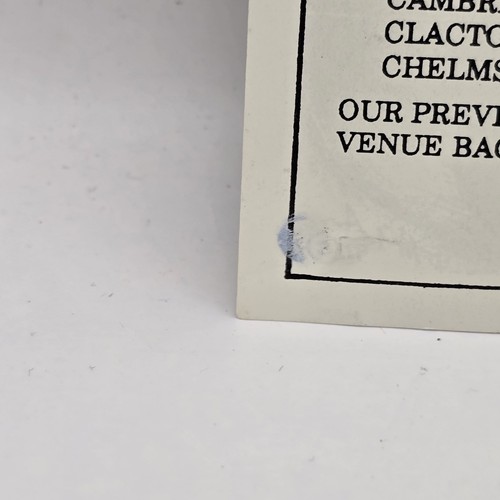 CAMBR
CLACTO
CHELMS
OUR PREVI
VENUE BAC